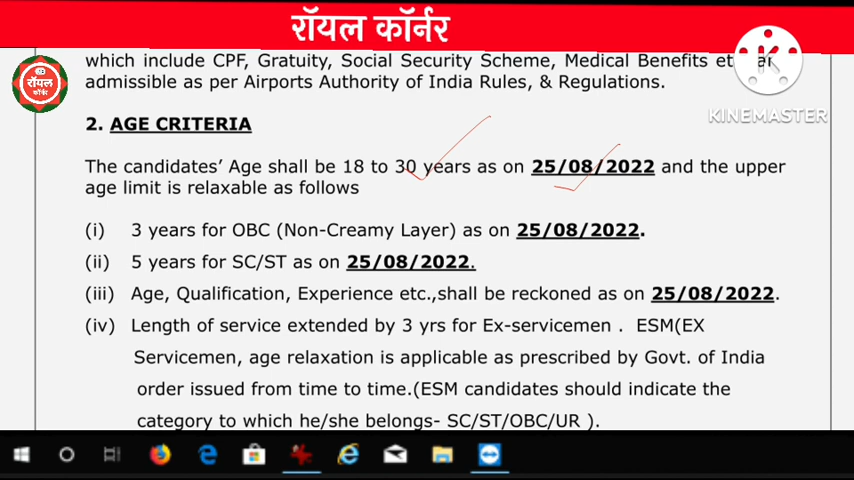 रॉयल कॉर्नर
which include CPF, Gratuity, Social Security Scheme, Medical Benefits
admissible as per Airports Authority of India Rules, & Regulations.
रॉयल
कॉर्नर
KINEMASTER
2. AGE CRITERIA
The candidates’ Age shall be 18 to 30 years as on 25/08/2022 and the upper
age limit is relaxable as follows
(i) 3 years for OBC (Non-Creamy Layer) as on 25/08/2022.
(ii) 5 years for SC/ST as on 25/08/2022.
(iii) Age, Qualification, Experience etc.,shall be reckoned as on 25/08/2022.
(iv) Length of service extended by 3 yrs for Ex-servicemen . ESM(EX
Servicemen, age relaxation is applicable as prescribed by Govt. of India
order issued from time to time.(ESM candidates should indicate the
category to which he/she belongs- SC/ST/OBC/UR ).